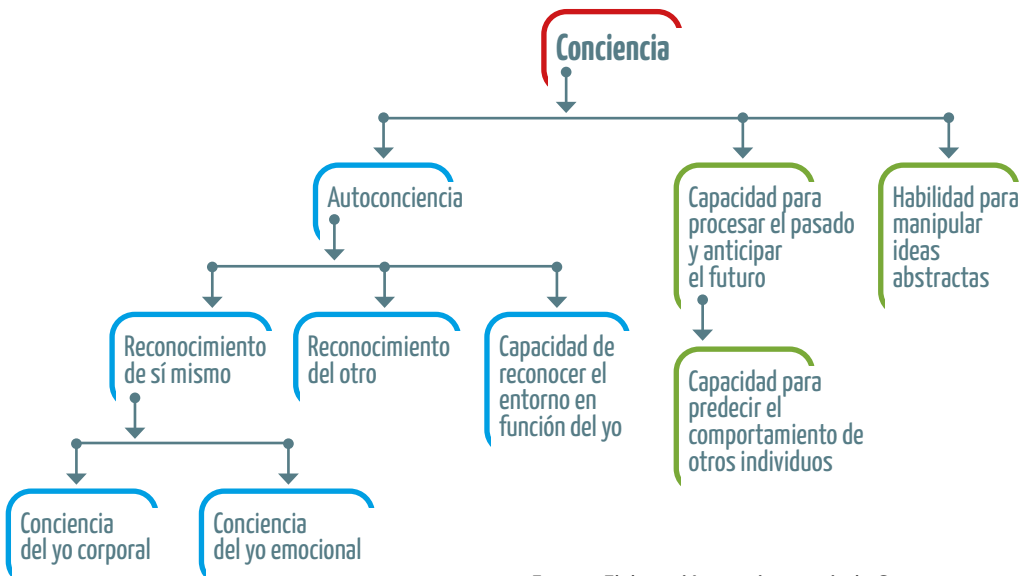 Conciencia
Autoconciencia
Capacidad para
procesar el pasado
y anticipar
el futuro
Habilidad para
manipular
ideas
abstractas
Reconocimiento
de sí mismo
Reconocimiento
del otro
Capacidad de
reconocer el
entorno en
función del yo
Capacidad para
predecir el
comportamiento de
otros individuos
Conciencia
del yo corporal
Conciencia
del yo emocional